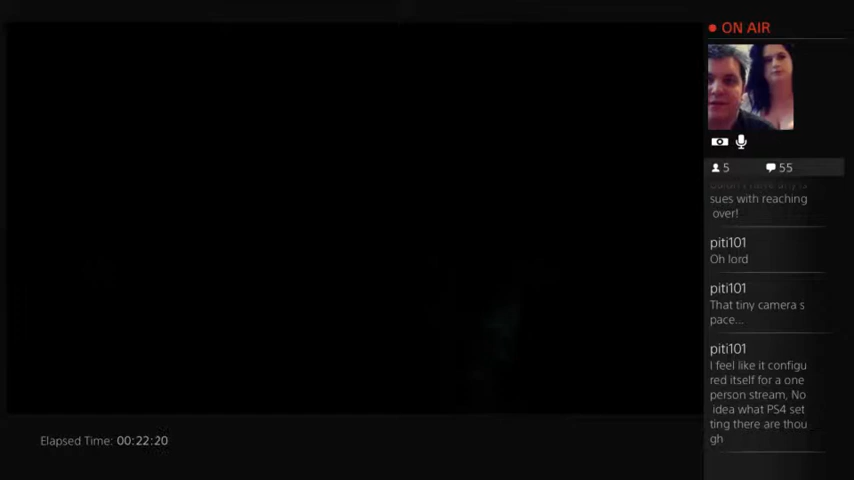 ON AIR
5 55
sues with reaching
over!
piti101
Oh lord
piti101
That tiny camera s
pace...
piti101
I feel like it configu
red itself for a one
person stream, No
idea what PS4 set
ting there are thou
gh
Elapsed Time: 00:22:20